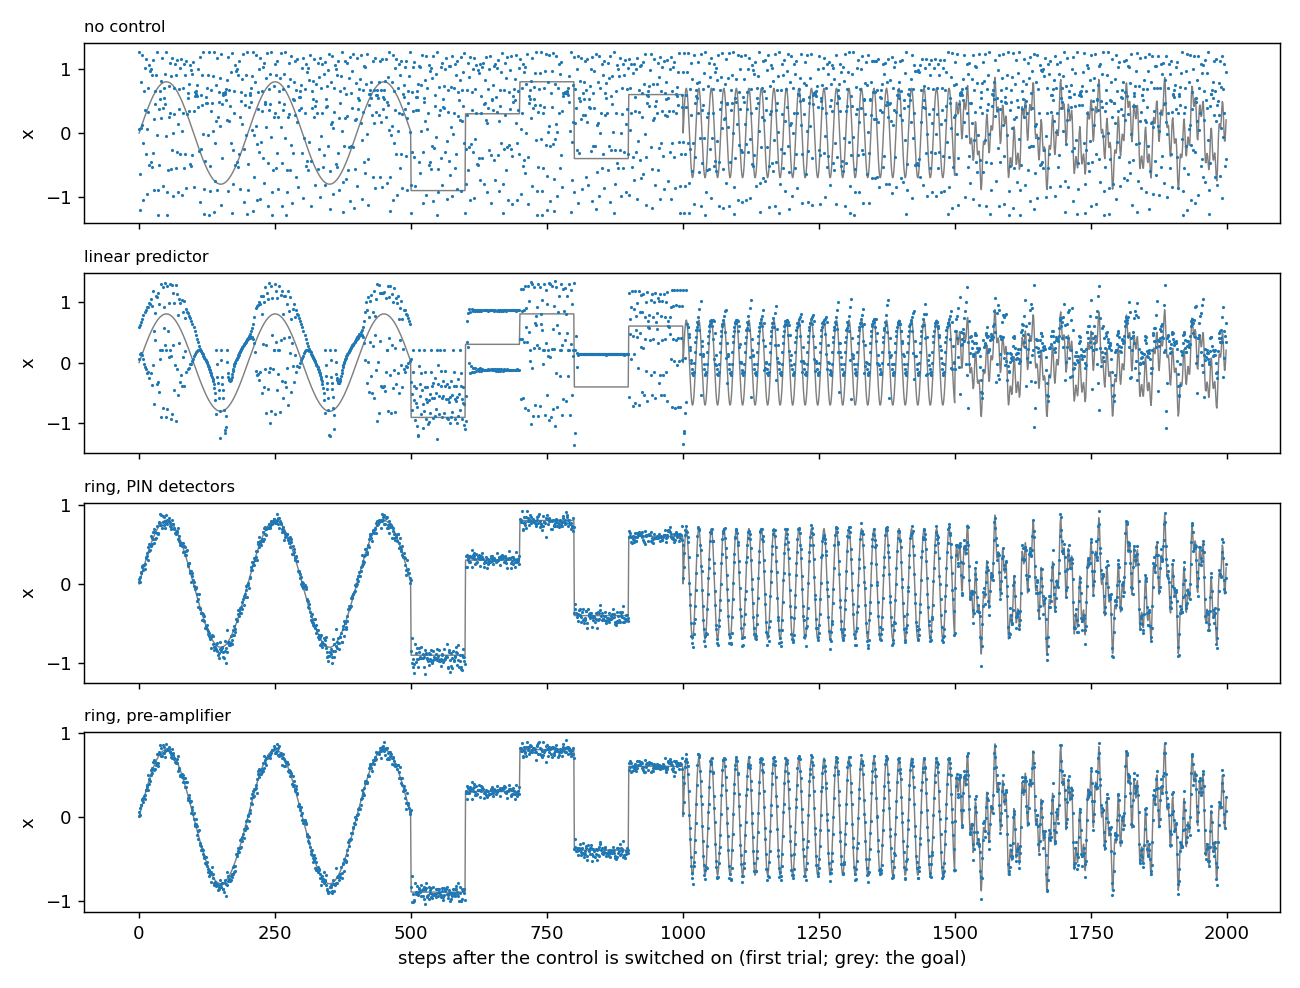 no control
1
0
−1
x
linear predictor
1
0
−1
x
ring, PIN detectors
1
0
−1
x
ring, pre-amplifier
1
0
−1
x
0 250 500 750 1000 1250 1500 1750 2000
steps after the control is switched on (first trial; grey: the goal)